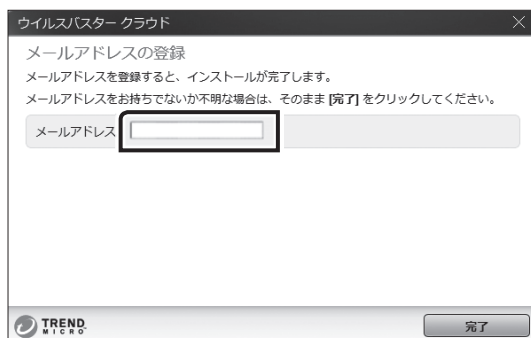 ウイルスバスター クラウド
メールアドレスの登録
メールアドレスを登録すると、インストールが完了します。
メールアドレスをお持ちでないか不明な場合は、そのまま [完了] をクリックしてください。
メールアドレス
TREND
MICRO
完了